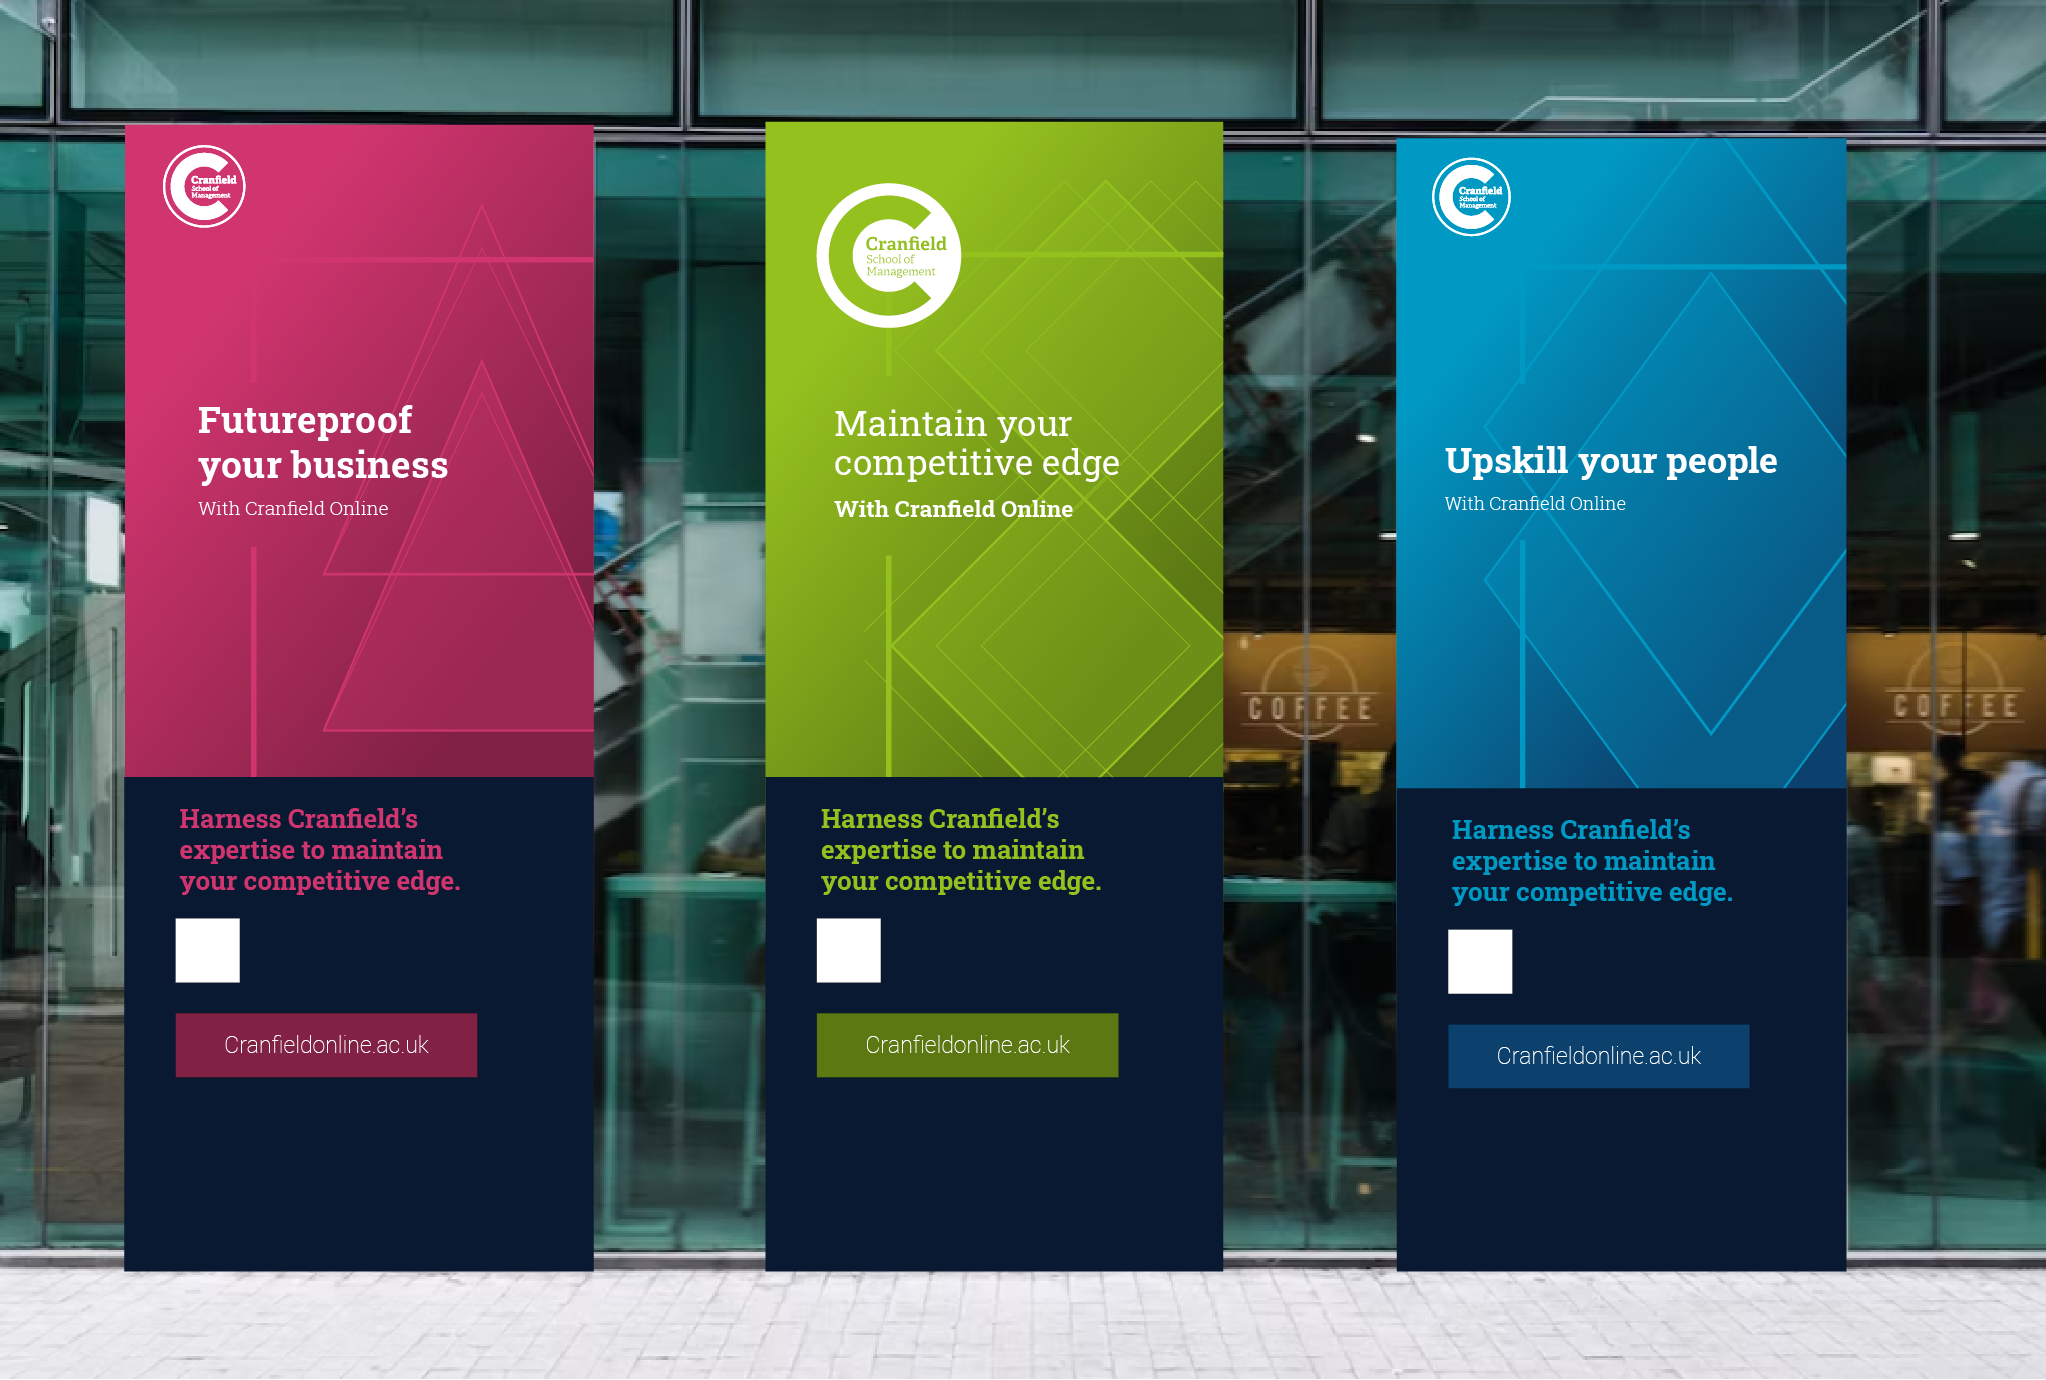 Cranfield
School of
Management
Futureproof
your business
With Cranfield Online
Harness Cranfield’s
expertise to maintain
your competitive edge.
Cranfieldonline.ac.uk
Cranfield
School of
Management
Maintain your
competitive edge
With Cranfield Online
Harness Cranfield’s
expertise to maintain
your competitive edge.
Cranfieldonline.ac.uk
COFFEE
Cranfield
School of
Management
Upskill your people
With Cranfield Online
Harness Cranfield’s
expertise to maintain
your competitive edge.
Cranfieldonline.ac.uk
COFFEE